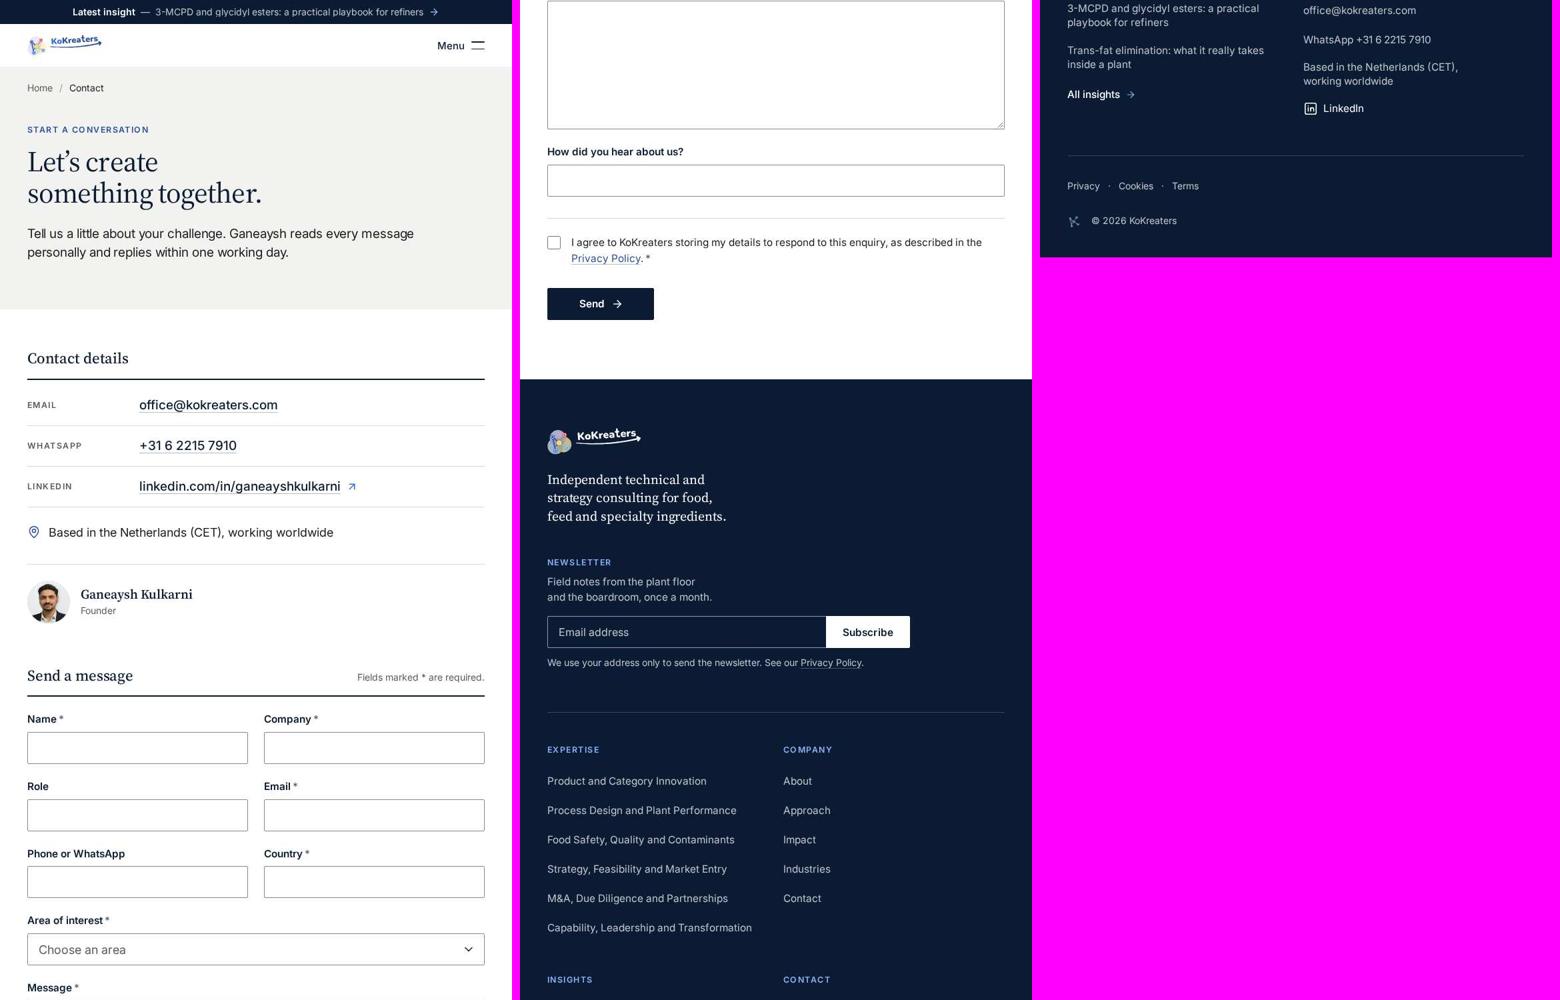 Latest insight — 3-MCPD and glycidyl esters: a practical playbook for refiners →
KoKreaters
Menu
Home / Contact
START A CONVERSATION
Let’s create
something together.
Tell us a little about your challenge. Ganeaysh reads every message
personally and replies within one working day.
Contact details
EMAIL office@kokreaters.com
WHATSAPP +31 6 2215 7910
LINKEDIN linkedin.com/in/ganeayshkulkarni
Based in the Netherlands (CET), working worldwide
Ganeaysh Kulkarni
Founder
Send a message
Fields marked * are required.
Name *
Company *
Role
Email *
Phone or WhatsApp
Country *
Area of interest *
Choose an area
Message *
How did you hear about us?
I agree to KoKreaters storing my details to respond to this enquiry, as described in the
Privacy Policy. *
Send →
KoKreaters
Independent technical and
strategy consulting for food,
feed and specialty ingredients.
NEWSLETTER
Field notes from the plant floor
and the boardroom, once a month.
Email address
Subscribe
We use your address only to send the newsletter. See our Privacy Policy.
EXPERTISE
Product and Category Innovation
Process Design and Plant Performance
Food Safety, Quality and Contaminants
Strategy, Feasibility and Market Entry
M&A, Due Diligence and Partnerships
Capability, Leadership and Transformation
COMPANY
About
Approach
Impact
Industries
Contact
INSIGHTS
CONTACT
3-MCPD and glycidyl esters: a practical
playbook for refiners
Trans-fat elimination: what it really takes
inside a plant
All insights →
office@kokreaters.com
WhatsApp +31 6 2215 7910
Based in the Netherlands (CET),
working worldwide
LinkedIn
Privacy · Cookies · Terms
© 2026 KoKreaters